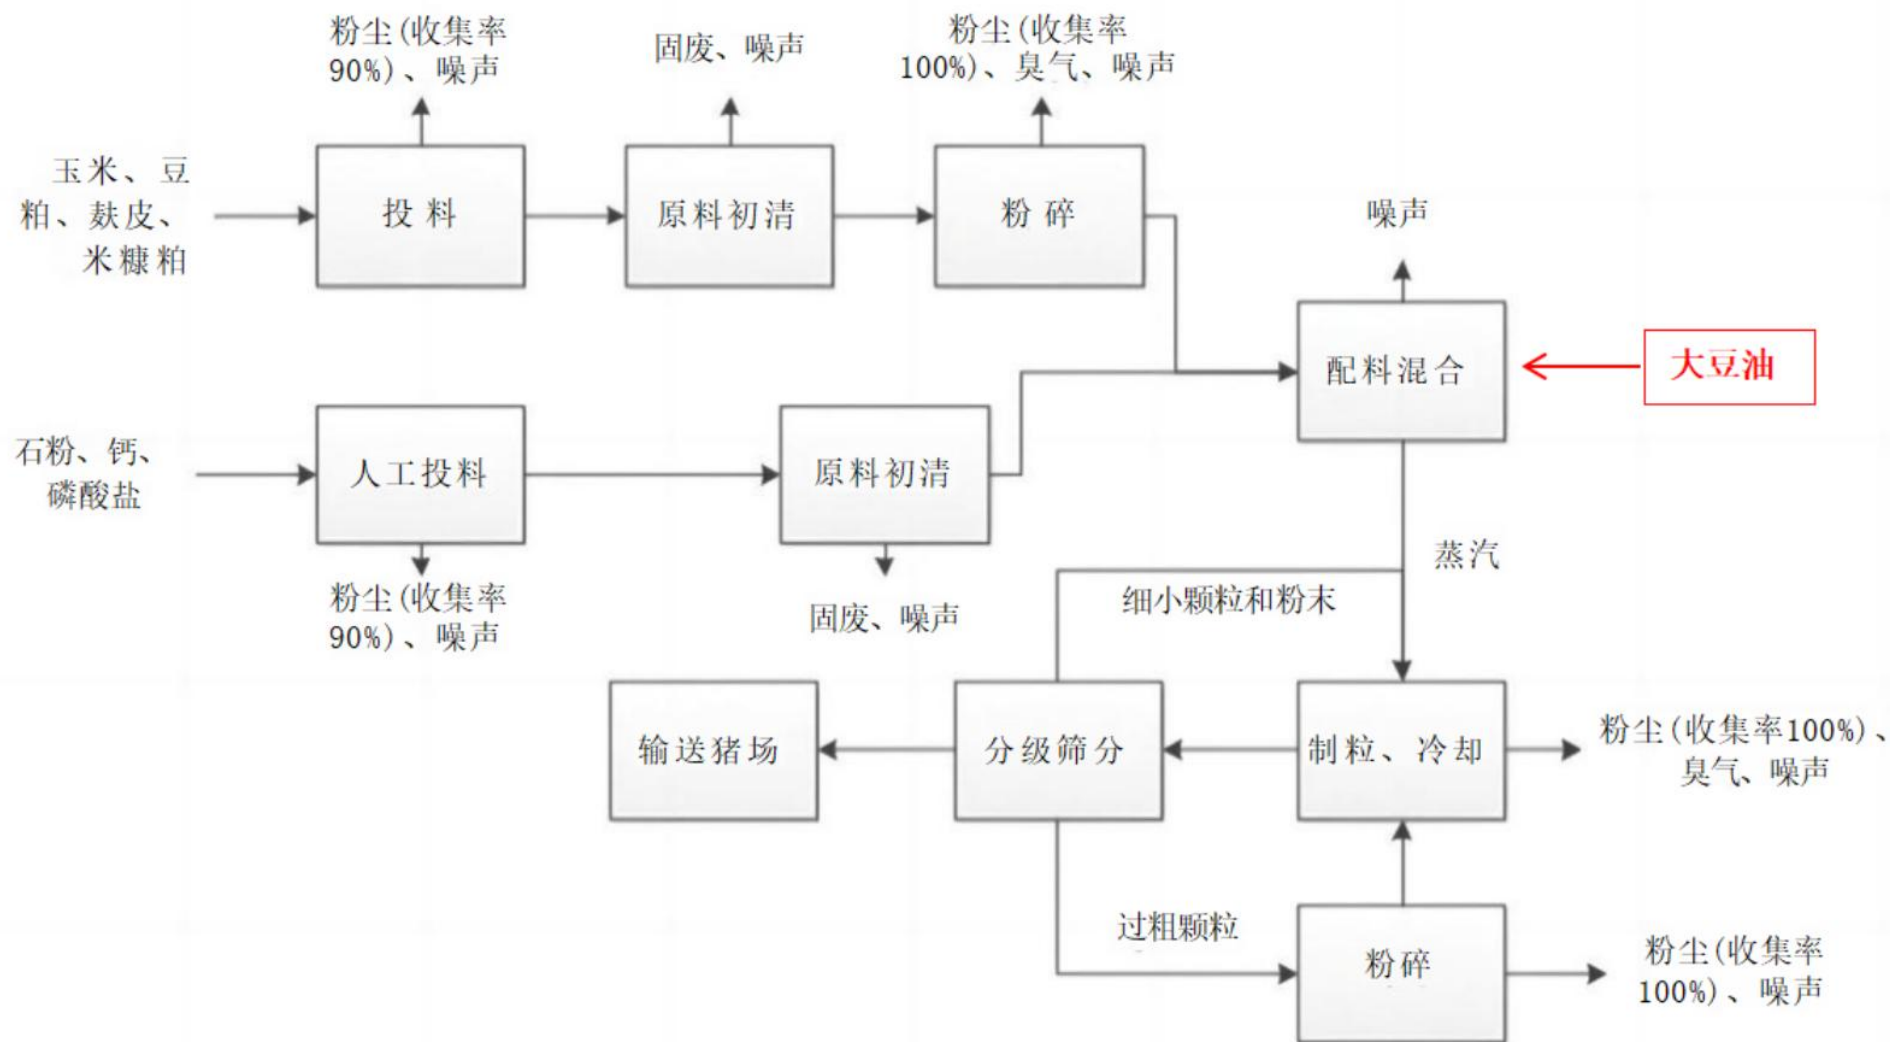 粉尘(收集率
90%)、噪声
固废、噪声
粉尘(收集率
100%)、臭气、噪声
玉米、豆
粕、麸皮、
米糠粕
投料
原料初清
粉碎
噪声
配料混合
大豆油
石粉、钙、
磷酸盐
人工投料
原料初清
粉尘(收集率
90%)、噪声
固废、噪声
蒸汽
细小颗粒和粉末
输送猪场
分级筛分
制粒、冷却
粉尘(收集率100%)、
臭气、噪声
过粗颗粒
粉碎
粉尘(收集率
100%)、噪声